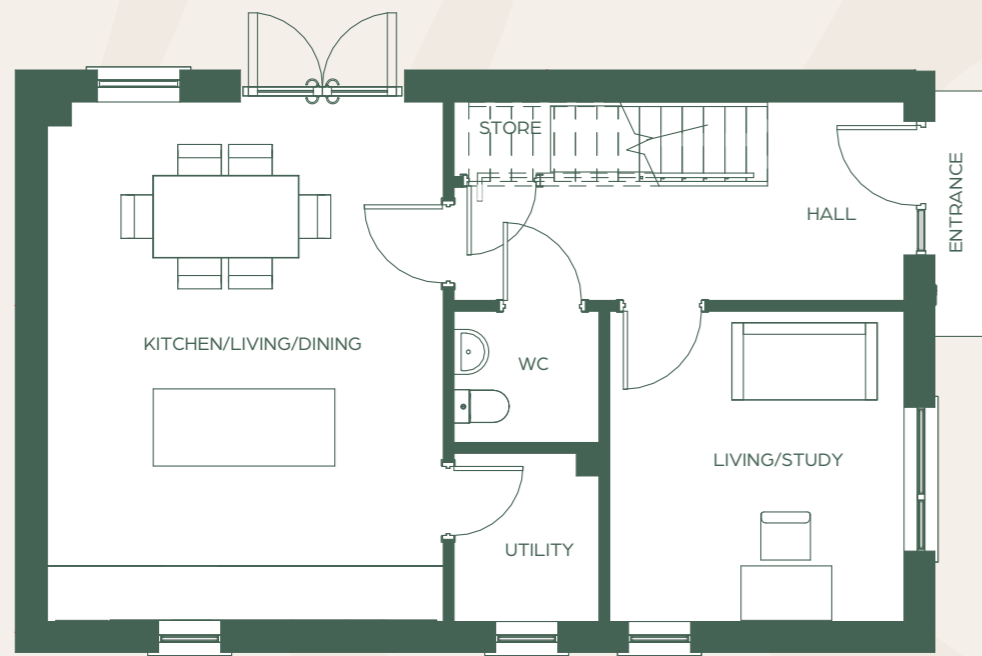 STORE
HALL
ENTRANCE
KITCHEN/LIVING/DINING
WC
LIVING/STUDY
UTILITY